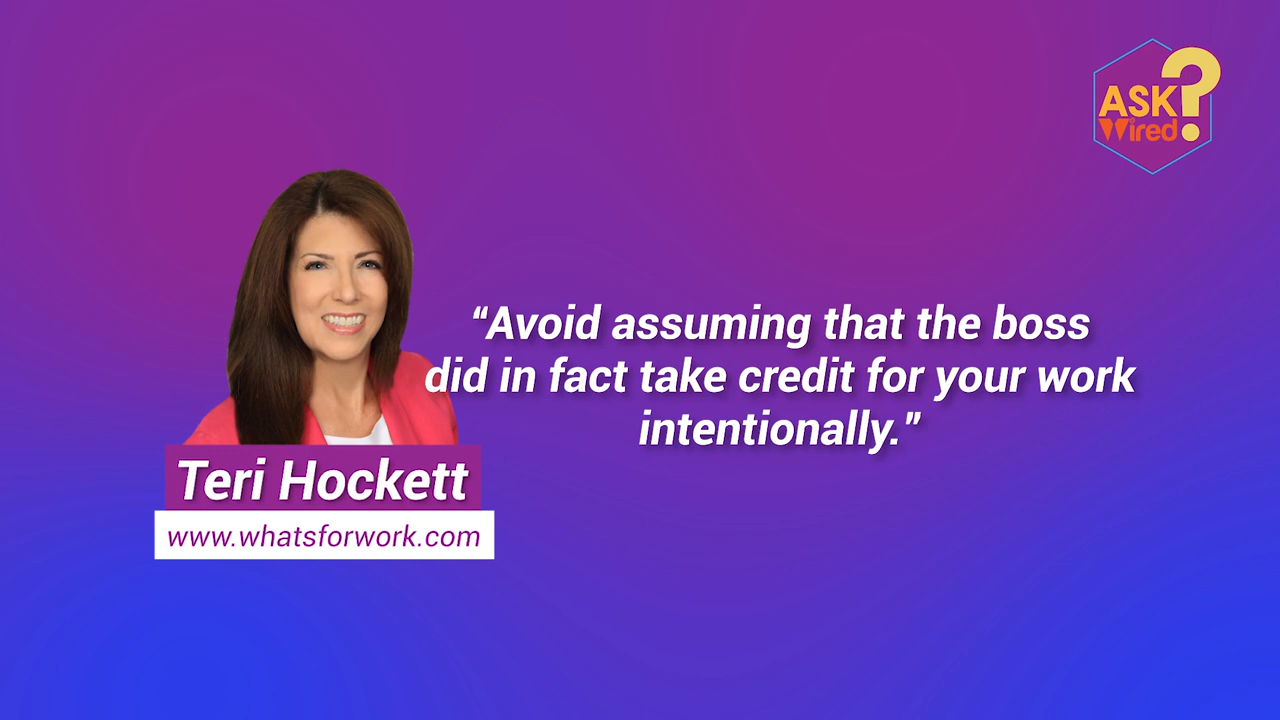 ASK
Wired?
“Avoid assuming that the boss
did in fact take credit for your work
intentionally."
Teri Hockett
www.whatsforwork.com